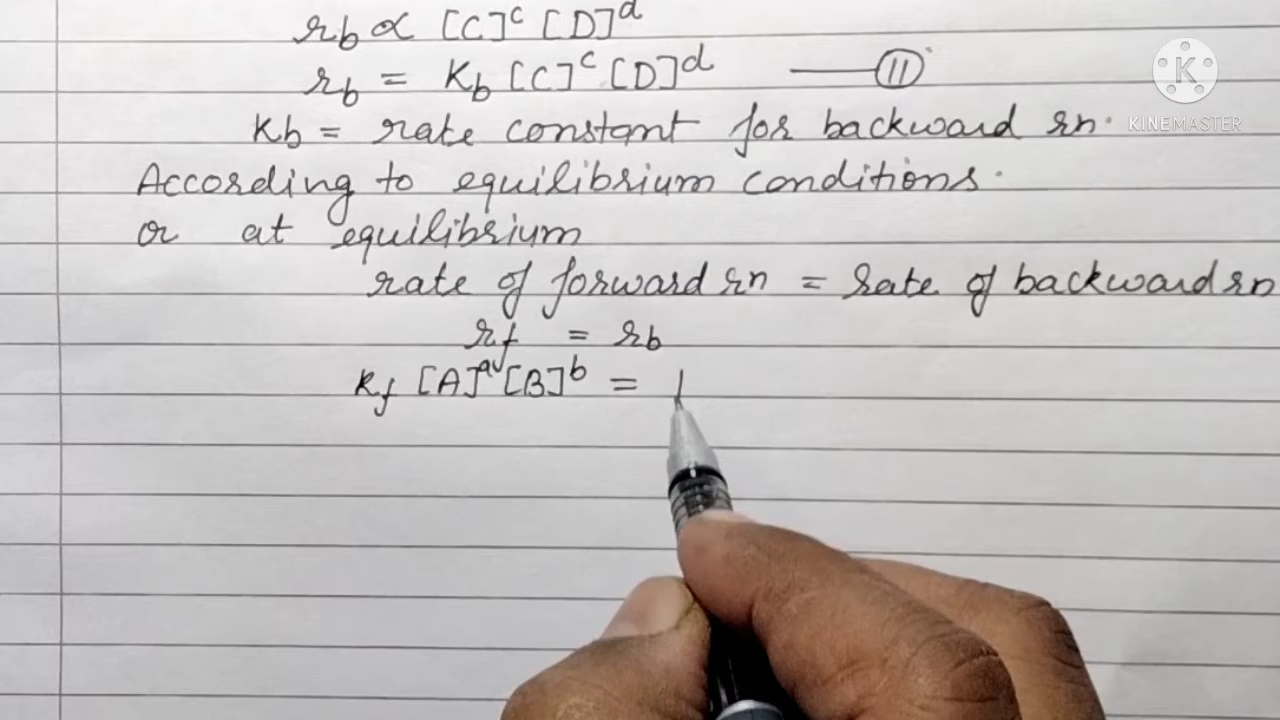 rb ∝ [C]^c [D]^d
rb = Kb [C]^c [D]^d —— (11)
K
KINEMASTER
Kb = rate constant for backward rn.
According to equilibrium conditions.
or at equilibrium
rate of forward rn = rate of backward rn
rf = rb
Kf [A]^a [B]^b =